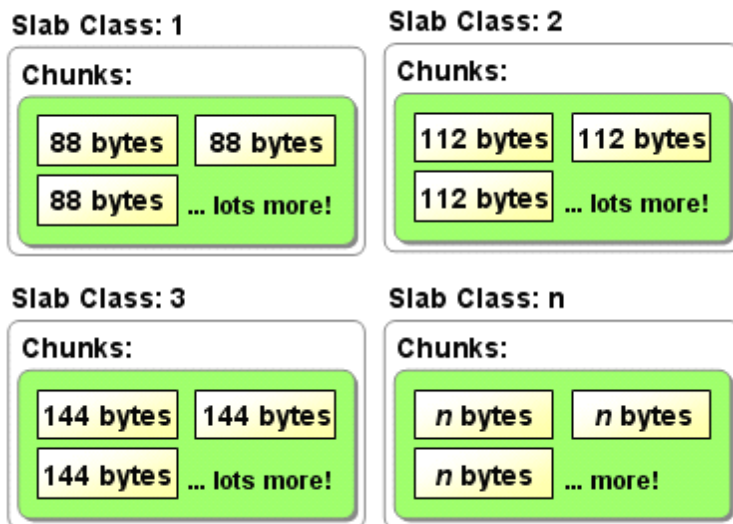 Slab Class: 1
Chunks:
88 bytes 88 bytes
88 bytes ... lots more!
Slab Class: 2
Chunks:
112 bytes 112 bytes
112 bytes ... lots more!
Slab Class: 3
Chunks:
144 bytes 144 bytes
144 bytes ... lots more!
Slab Class: n
Chunks:
n bytes n bytes
n bytes ... more!